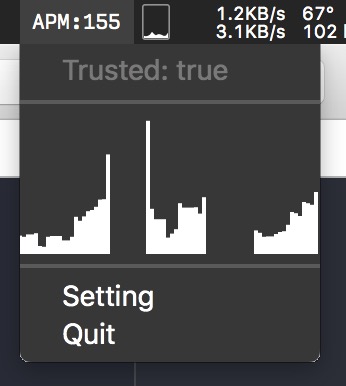 APM:155
1.2KB/s 67°
3.1KB/s 102
Trusted: true
Setting
Quit